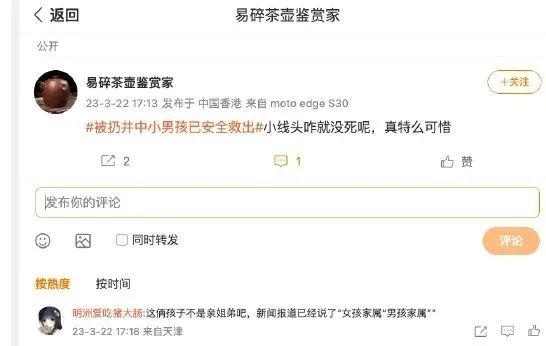 返回
易碎茶壶鉴赏家
公开
易碎茶壶鉴赏家
+关注
23-3-22 17:13 发布于 中国香港 来自 moto edge S30
#被扔井中小男孩已安全救出#小线头咋就没死呢，真特么可惜
2
1
赞
发布你的评论
同时转发
评论
按热度
按时间
明洲爱吃猪大肠:这俩孩子不是亲姐弟吧，新闻报道已经说了“女孩家属”男孩家属””
23-3-22 17:18 来自天津